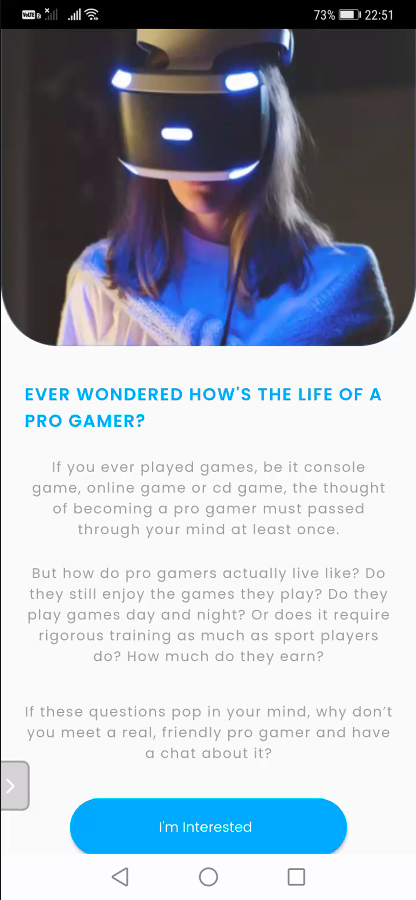 VoLTE 2 73% 22:51
EVER WONDERED HOW'S THE LIFE OF A
PRO GAMER?
If you ever played games, be it console
game, online game or cd game, the thought
of becoming a pro gamer must passed
through your mind at least once.
But how do pro gamers actually live like? Do
they still enjoy the games they play? Do they
play games day and night? Or does it require
rigorous training as much as sport players
do? How much do they earn?
If these questions pop in your mind, why don’t
you meet a real, friendly pro gamer and have
a chat about it?
I'm Interested